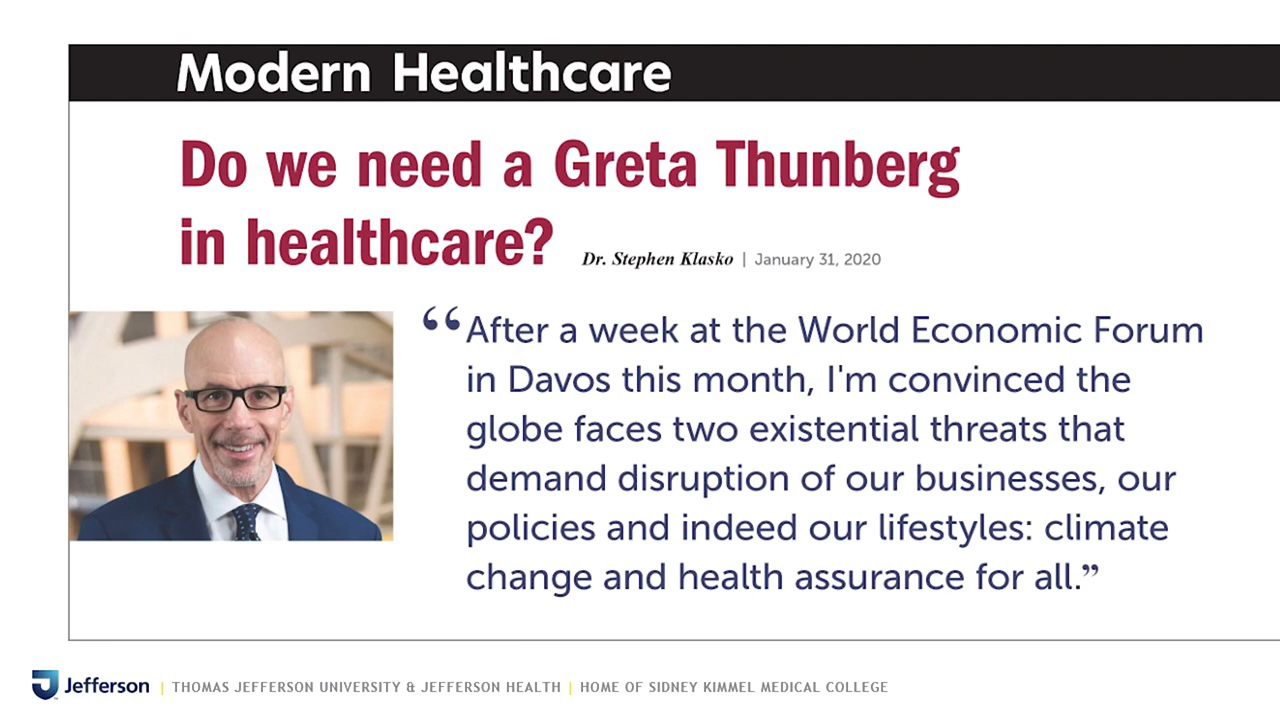 Modern Healthcare
Do we need a Greta Thunberg
in healthcare? Dr. Stephen Klasko | January 31, 2020
“After a week at the World Economic Forum
in Davos this month, I'm convinced the
globe faces two existential threats that
demand disruption of our businesses, our
policies and indeed our lifestyles: climate
change and health assurance for all.”
Jefferson | THOMAS JEFFERSON UNIVERSITY & JEFFERSON HEALTH | HOME OF SIDNEY KIMMEL MEDICAL COLLEGE